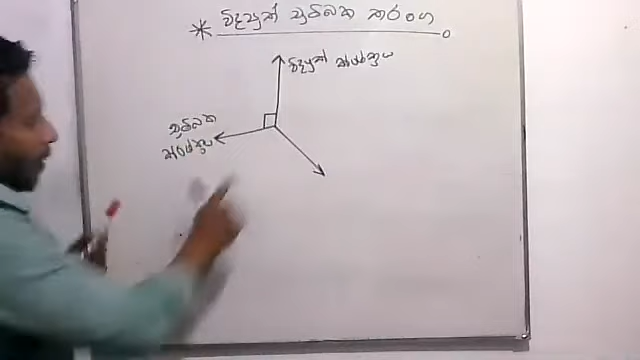 * විද්‍යුත් චුම්බක තරංග
විද්‍යුත් ක්ෂේත්‍රය
චුම්බක
ක්ෂේත්‍රය